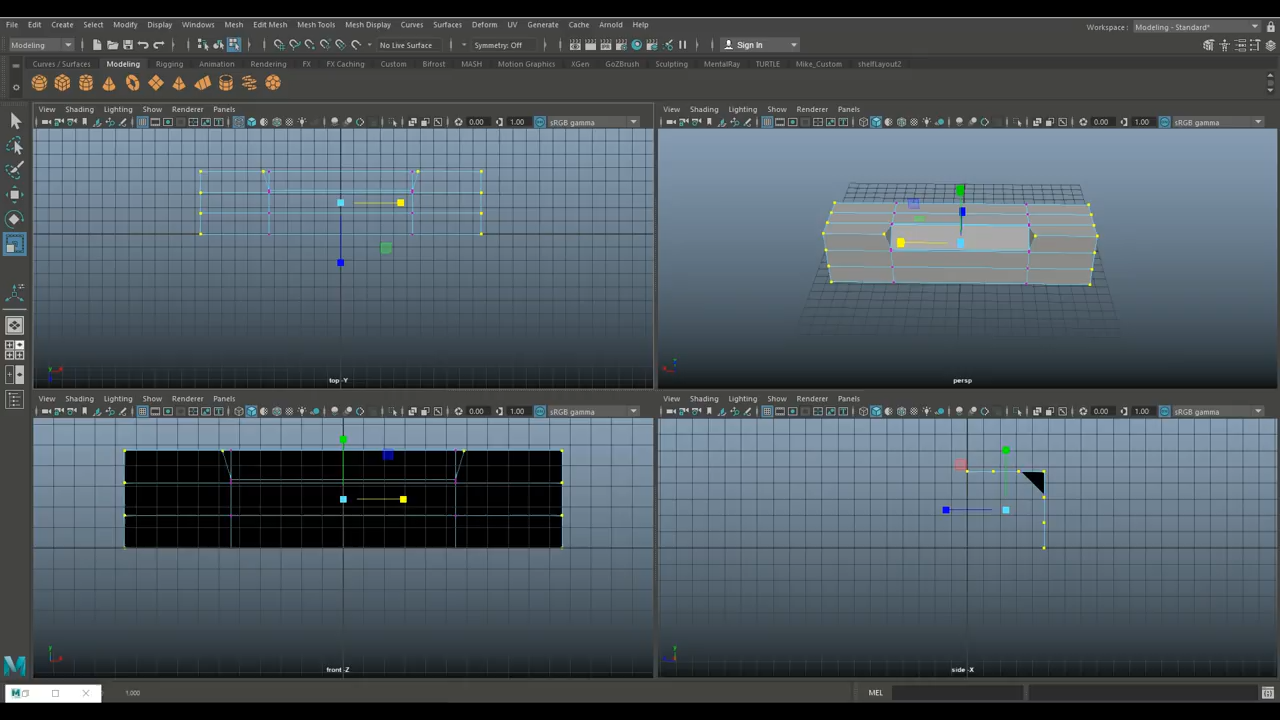 File Edit Create Select Modify Display Windows Mesh Edit Mesh Mesh Tools Mesh Display Curves Surfaces Deform UV Generate Cache Arnold Help
Workspace : Modeling - Standard*
Modeling No Live Surface Symmetry: Off Sign In
Curves / Surfaces Modeling Rigging Animation Rendering FX FX Caching Custom Bifrost MASH Motion Graphics XGen GoZBrush Sculpting MentalRay TURTLE Mike_Custom shelfLayout2
View Shading Lighting Show Renderer Panels
0.00 1.00 sRGB gamma
top -Y
View Shading Lighting Show Renderer Panels
0.00 1.00 sRGB gamma
persp
View Shading Lighting Show Renderer Panels
0.00 1.00 sRGB gamma
front -Z
View Shading Lighting Show Renderer Panels
0.00 1.00 sRGB gamma
side -X
1.000 MEL